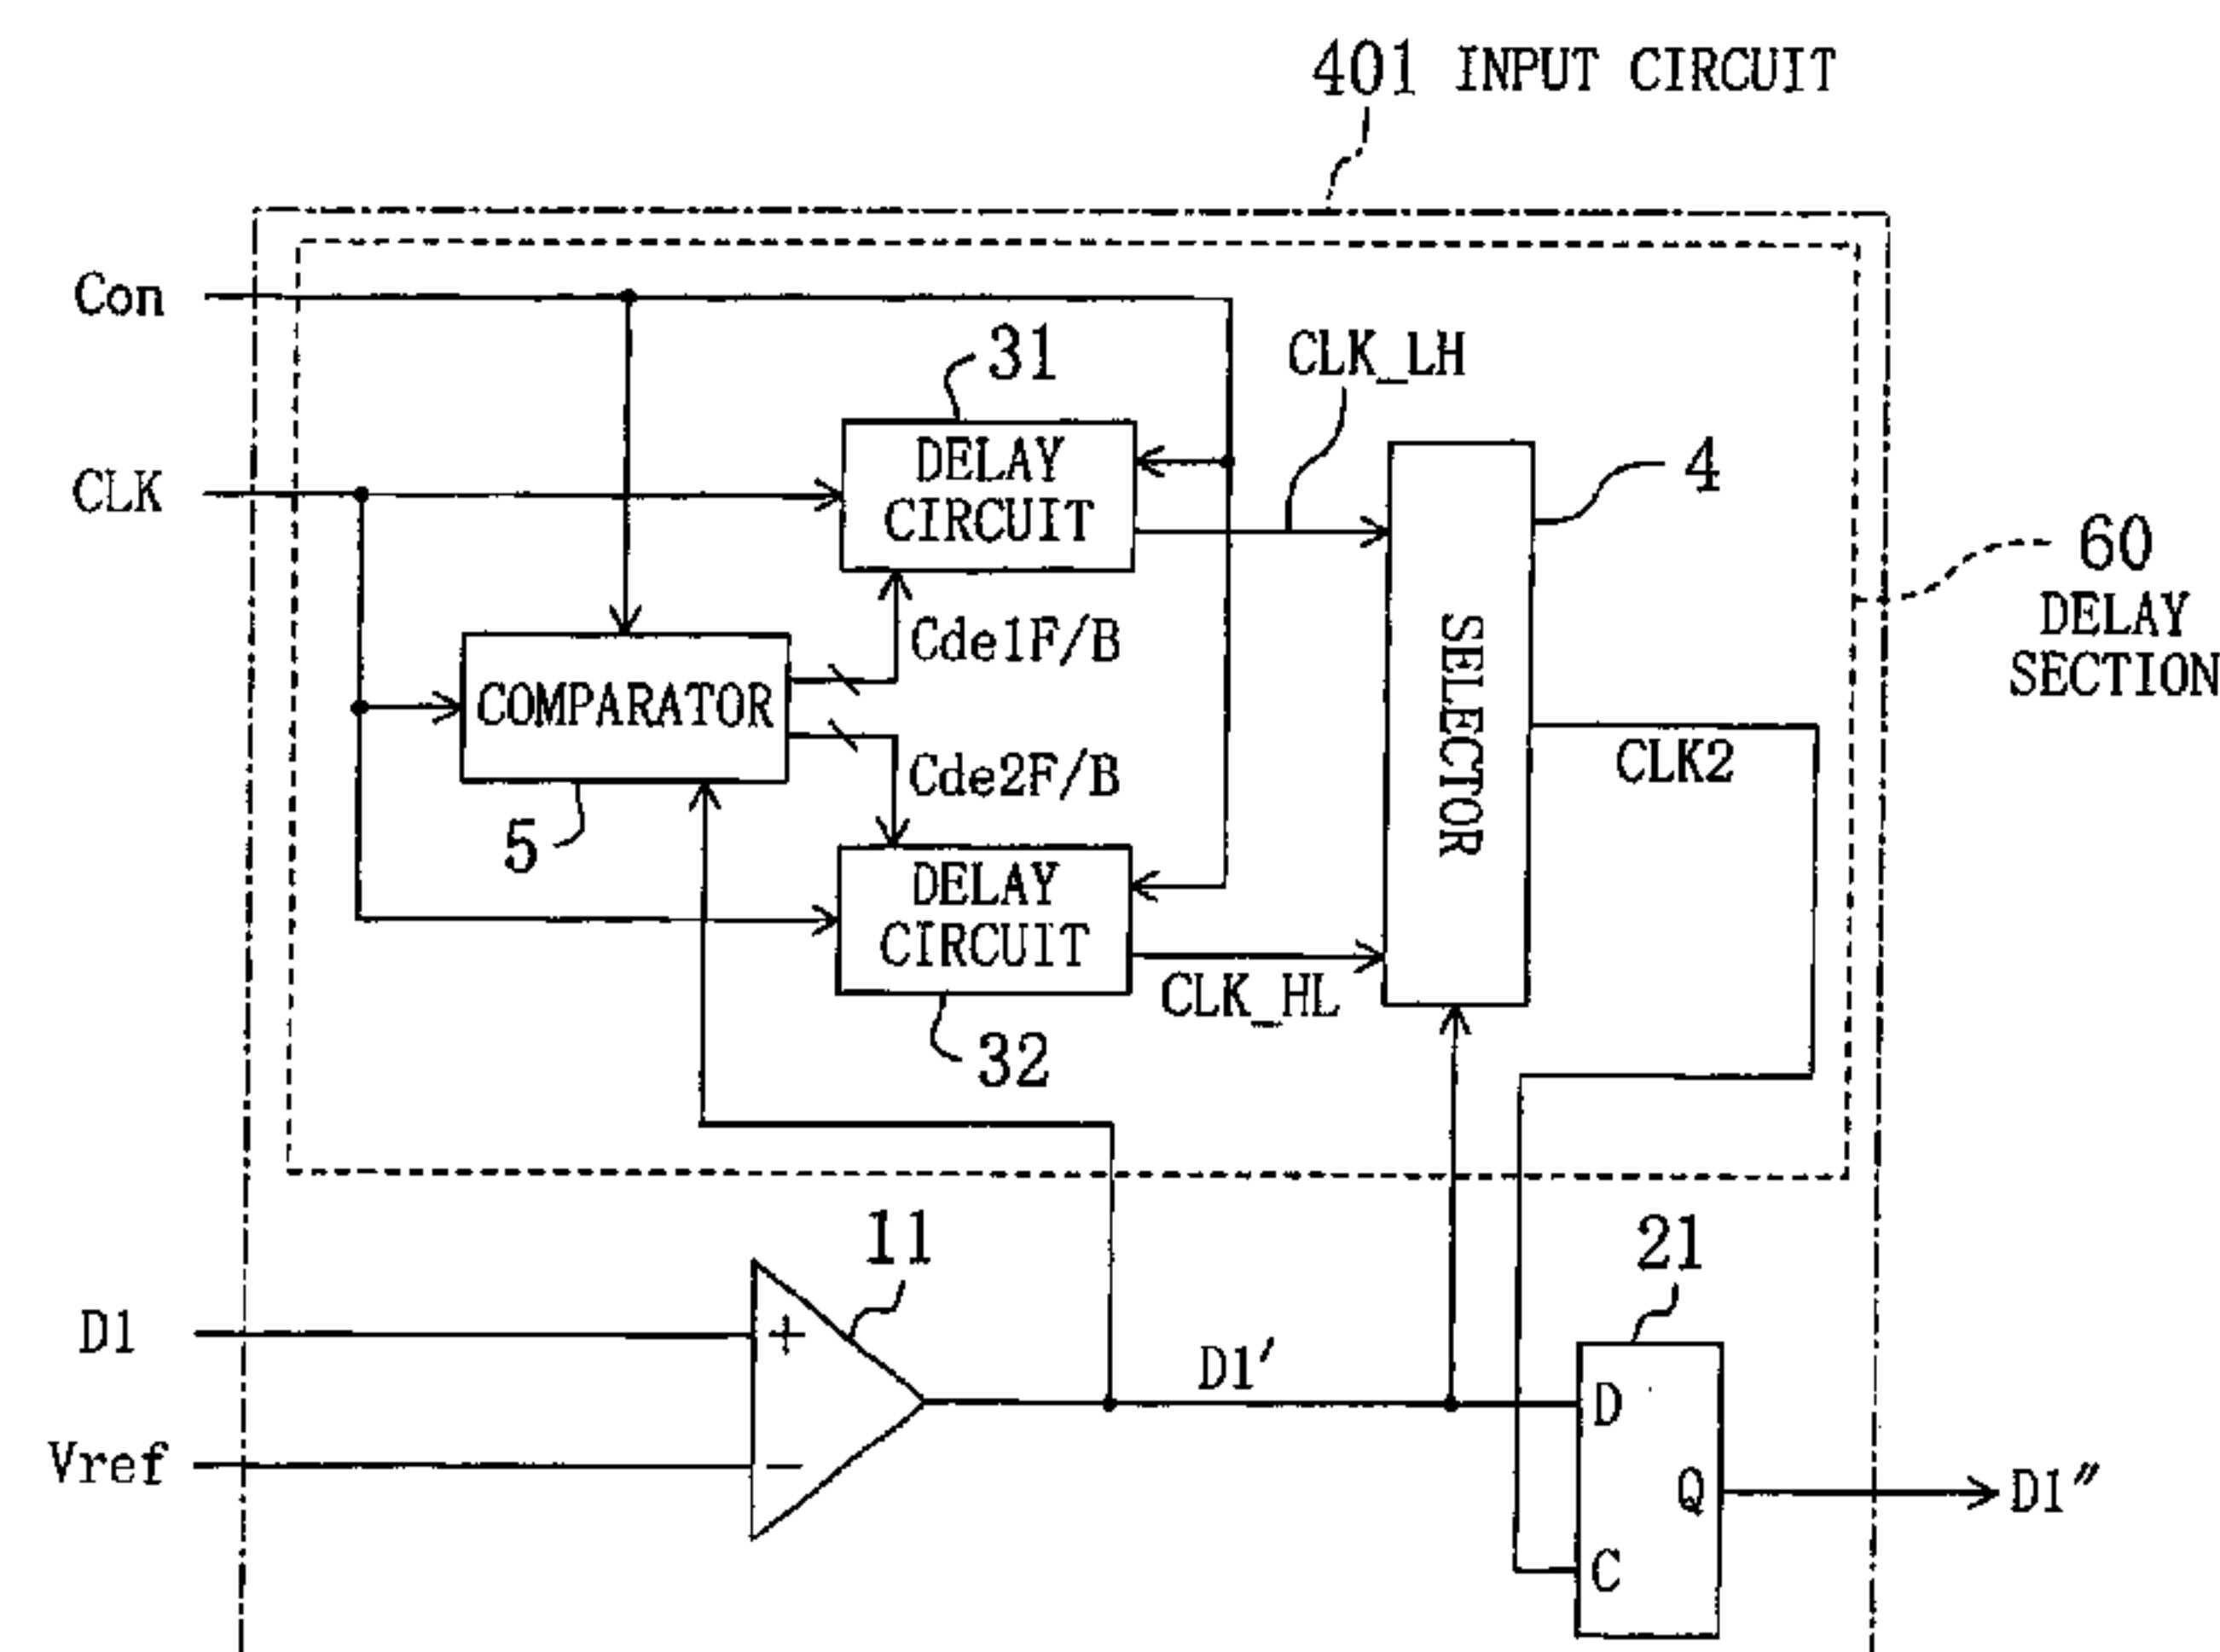 401 INPUT CIRCUIT
Con
31
CLK_LH
CLK
DELAY
CIRCUIT
4
60
DELAY
SECTION
Cde1F/B
COMPARATOR
SELECTOR
CLK2
Cde2F/B
5
DELAY
CIRCUIT
CLK_HL
32
11
21
D1
+
D1′
D
Vref
−
Q
D1″
C